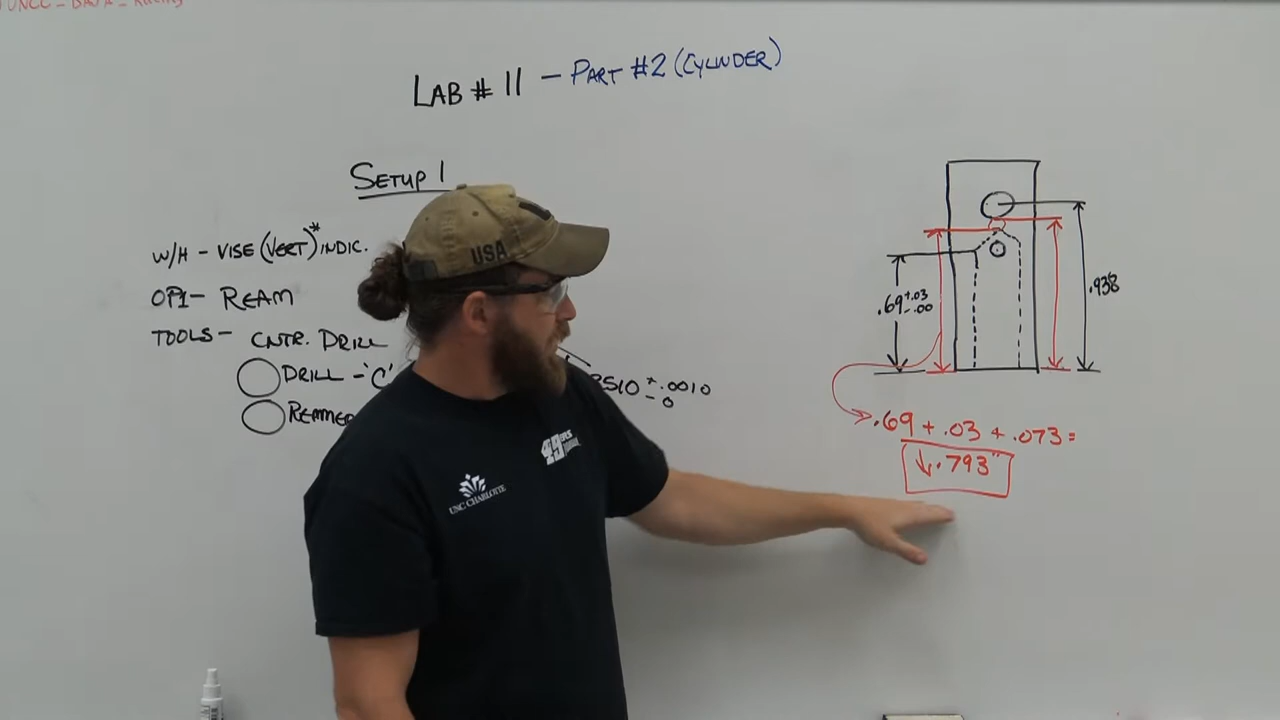 LAB # 11 – PART #2 (CYLINDER)
SETUP 1
W/H – VISE (VERT)* INDIC.
OP1 – REAM
TOOLS – CNTR. DRILL
DRILL – 'C'
REAMER
2510 +.0010 -0
USA
49ERS
UNC CHARLOTTE
.69 +.03 -.00
.938
.69 + .03 + .073 =
↓.793"